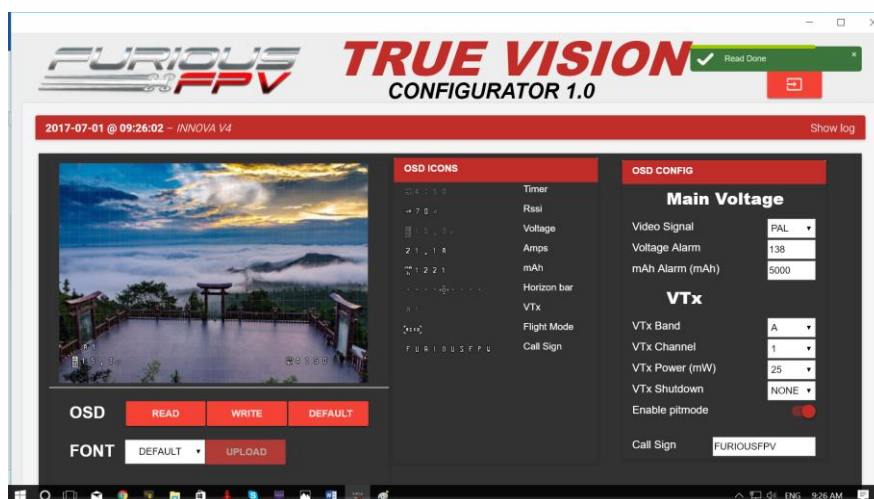 FURIOUS
FPV
TRUE VISION
CONFIGURATOR 1.0
Read Done
2017-07-01 @ 09:26:02 – INNOVA V4
Show log
OSD ICONS
Timer
Rssi
21.1A Amps
1221 mAh
Horizon bar
Voltage
VTx
Flight Mode
FURIOUSFPV Call Sign
OSD CONFIG
Main Voltage
Video Signal PAL
Voltage Alarm 138
mAh Alarm (mAh) 5000
VTx
VTx Band A
VTx Channel 1
VTx Power (mW) 25
VTx Shutdown NONE
Enable pitmode
Call Sign FURIOUSFPV
OSD READ WRITE DEFAULT
FONT DEFAULT UPLOAD
ENG 9:26 AM